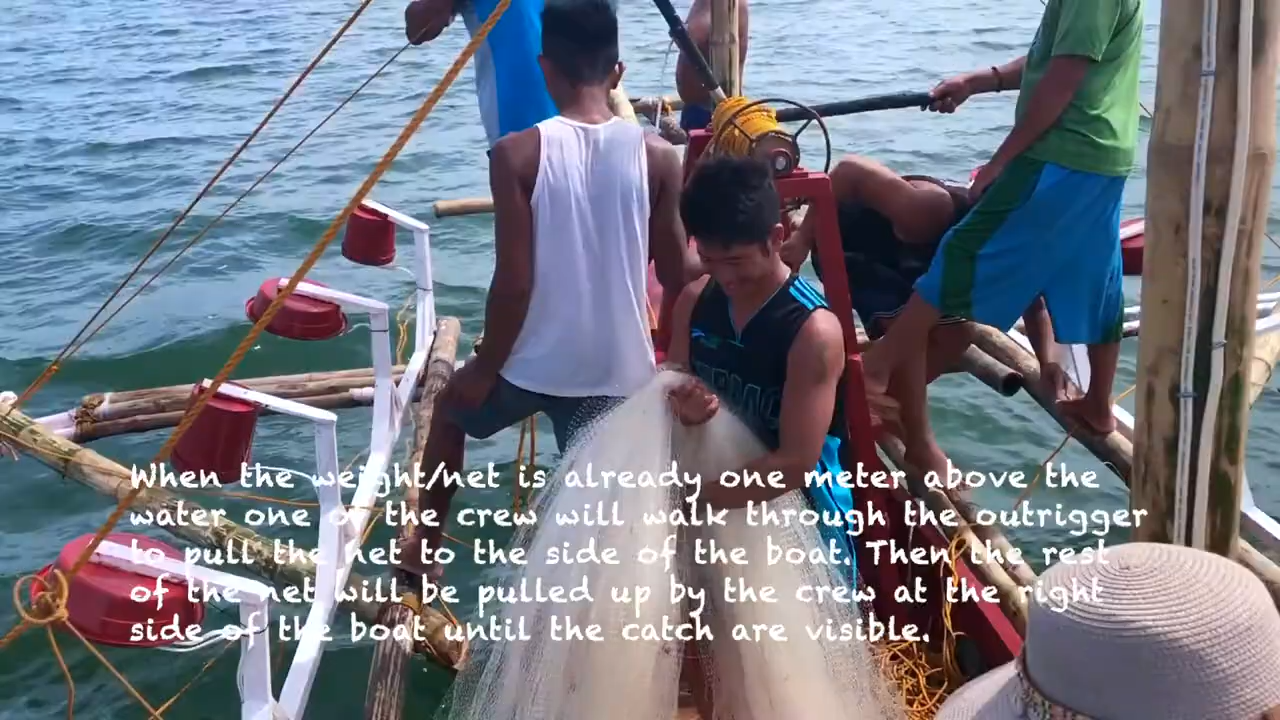 When the weight/net is already one meter above the
water one of the crew will walk through the outrigger
to pull the net to the side of the boat. Then the rest
of the net will be pulled up by the crew at the right
side of the boat until the catch are visible.